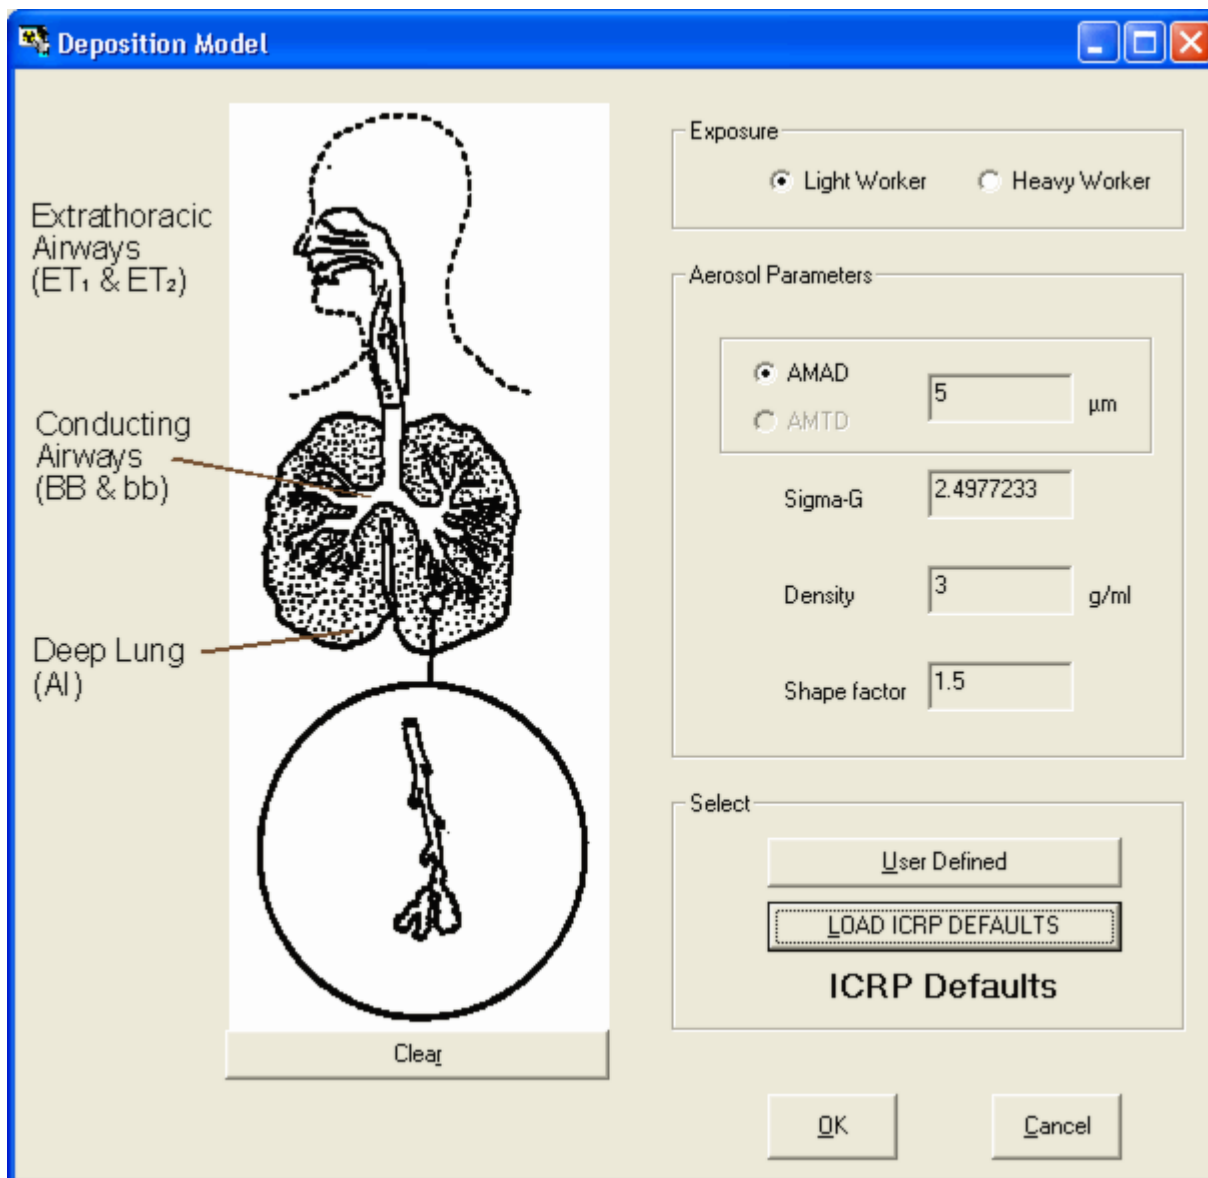 Deposition Model
Extrathoracic
Airways
(ET₁ & ET₂)
Conducting
Airways
(BB & bb)
Deep Lung
(AI)
Clear
Exposure
Light Worker
Heavy Worker
Aerosol Parameters
AMAD
AMTD
5
µm
Sigma-G
2.4977233
Density
3
g/ml
Shape factor
1.5
Select
User Defined
LOAD ICRP DEFAULTS
ICRP Defaults
OK
Cancel